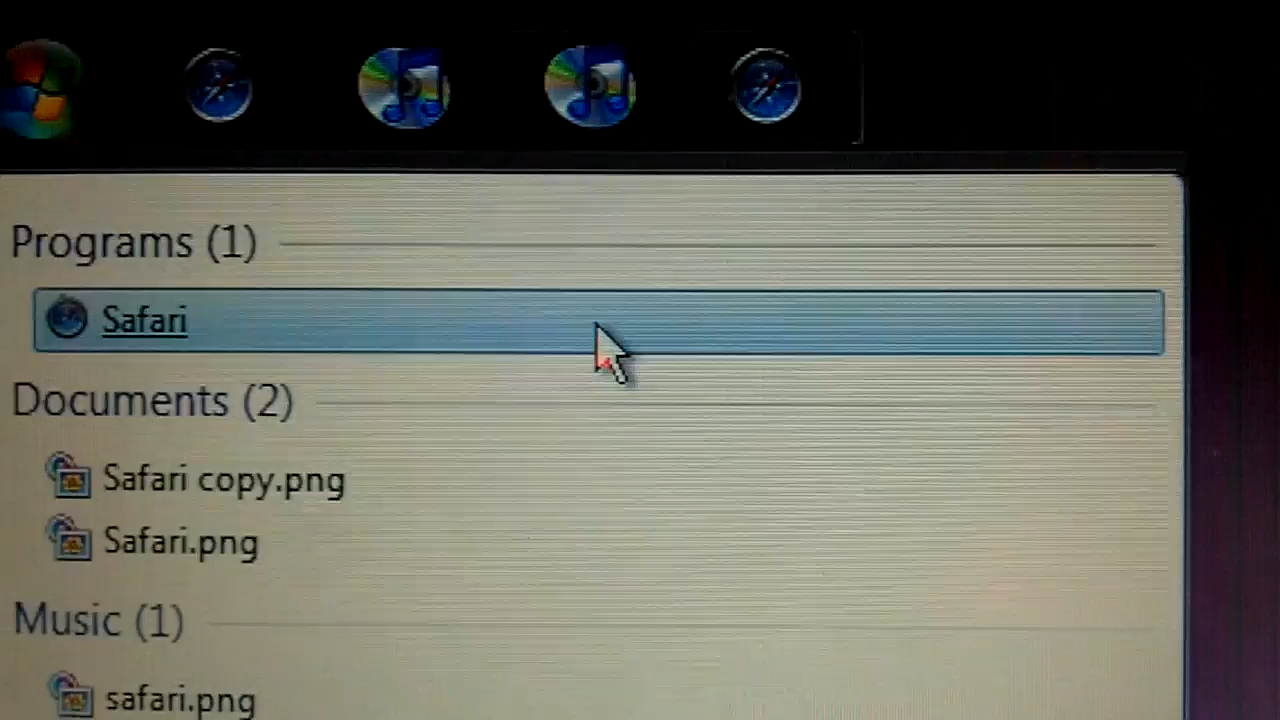 Programs (1)
Safari
Documents (2)
Safari copy.png
Safari.png
Music (1)
safari.png